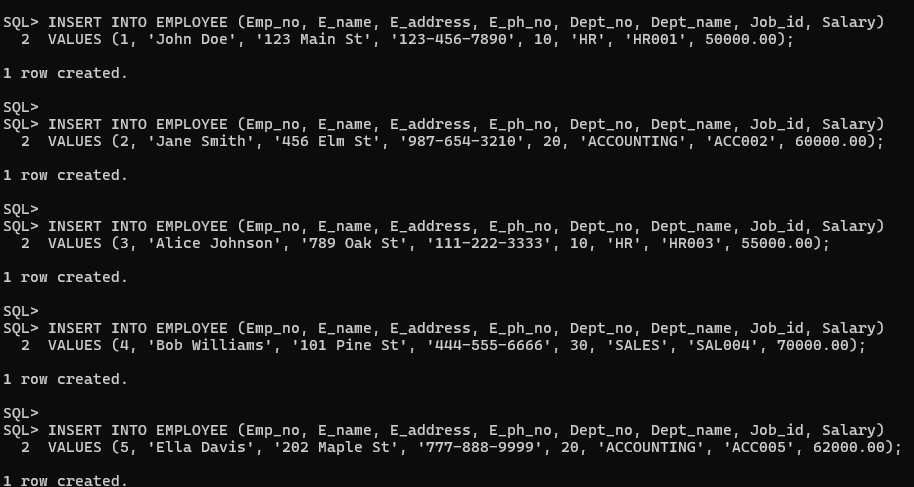 SQL> INSERT INTO EMPLOYEE (Emp_no, E_name, E_address, E_ph_no, Dept_no, Dept_name, Job_id, Salary)
  2  VALUES (1, 'John Doe', '123 Main St', '123-456-7890', 10, 'HR', 'HR001', 50000.00);
1 row created.
SQL>
SQL> INSERT INTO EMPLOYEE (Emp_no, E_name, E_address, E_ph_no, Dept_no, Dept_name, Job_id, Salary)
  2  VALUES (2, 'Jane Smith', '456 Elm St', '987-654-3210', 20, 'ACCOUNTING', 'ACC002', 60000.00);
1 row created.
SQL>
SQL> INSERT INTO EMPLOYEE (Emp_no, E_name, E_address, E_ph_no, Dept_no, Dept_name, Job_id, Salary)
  2  VALUES (3, 'Alice Johnson', '789 Oak St', '111-222-3333', 10, 'HR', 'HR003', 55000.00);
1 row created.
SQL>
SQL> INSERT INTO EMPLOYEE (Emp_no, E_name, E_address, E_ph_no, Dept_no, Dept_name, Job_id, Salary)
  2  VALUES (4, 'Bob Williams', '101 Pine St', '444-555-6666', 30, 'SALES', 'SAL004', 70000.00);
1 row created.
SQL>
SQL> INSERT INTO EMPLOYEE (Emp_no, E_name, E_address, E_ph_no, Dept_no, Dept_name, Job_id, Salary)
  2  VALUES (5, 'Ella Davis', '202 Maple St', '777-888-9999', 20, 'ACCOUNTING', 'ACC005', 62000.00);
1 row created.